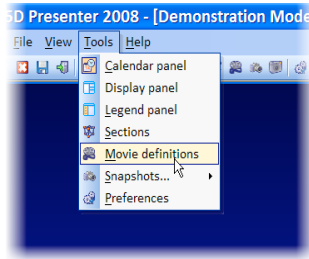 5D Presenter 2008 - [Demonstration Mode
File View Tools Help
Calendar panel
Display panel
Legend panel
Sections
Movie definitions
Snapshots...
Preferences